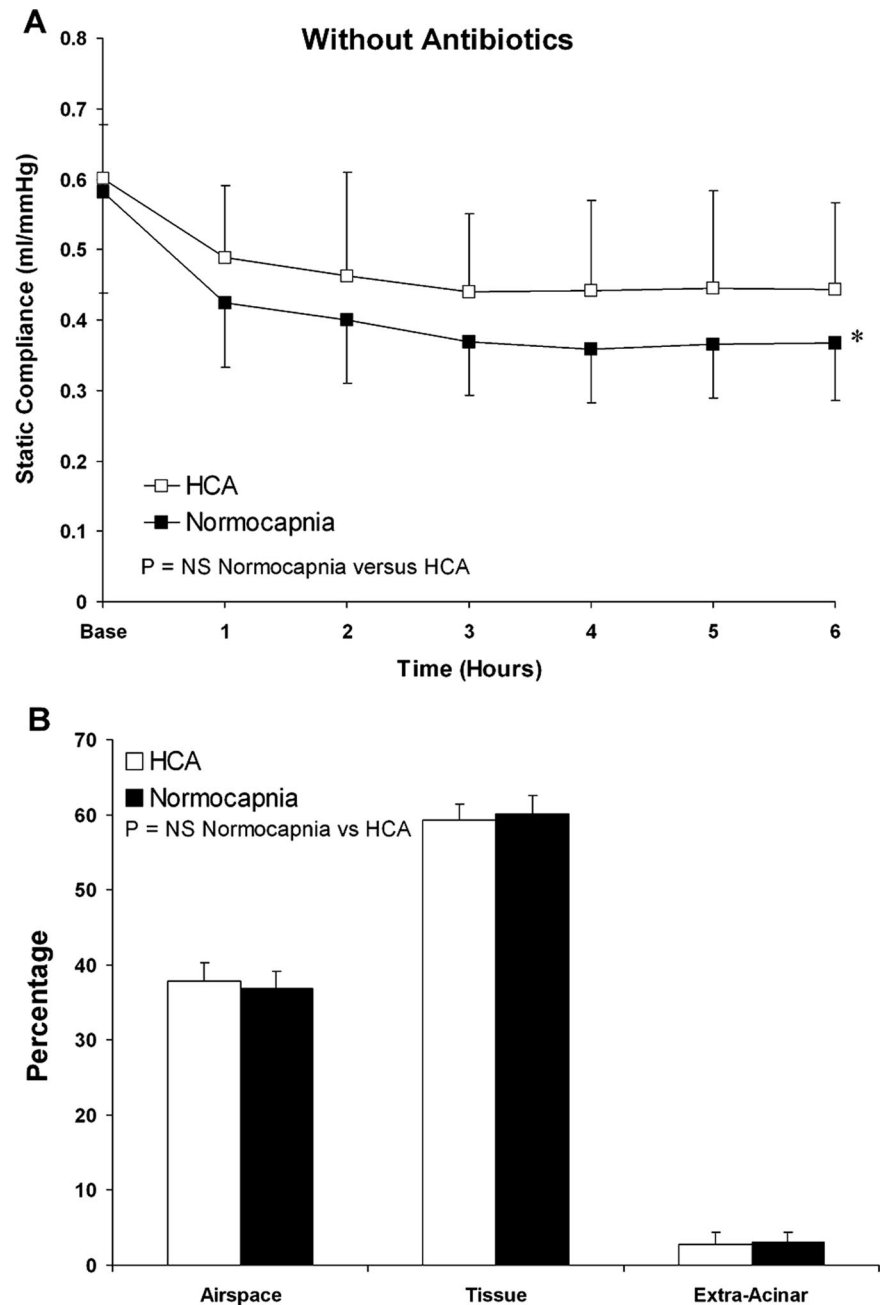 A
Without Antibiotics
0.8
0.7
0.6
0.5
0.4
0.3
0.2
0.1
0
Static Compliance (ml/mmHg)
*
HCA
Normocapnia
P = NS Normocapnia versus HCA
Base 1 2 3 4 5 6
Time (Hours)
B
70
60
50
40
30
20
10
0
Percentage
HCA
Normocapnia
P = NS Normocapnia vs HCA
Airspace Tissue Extra-Acinar